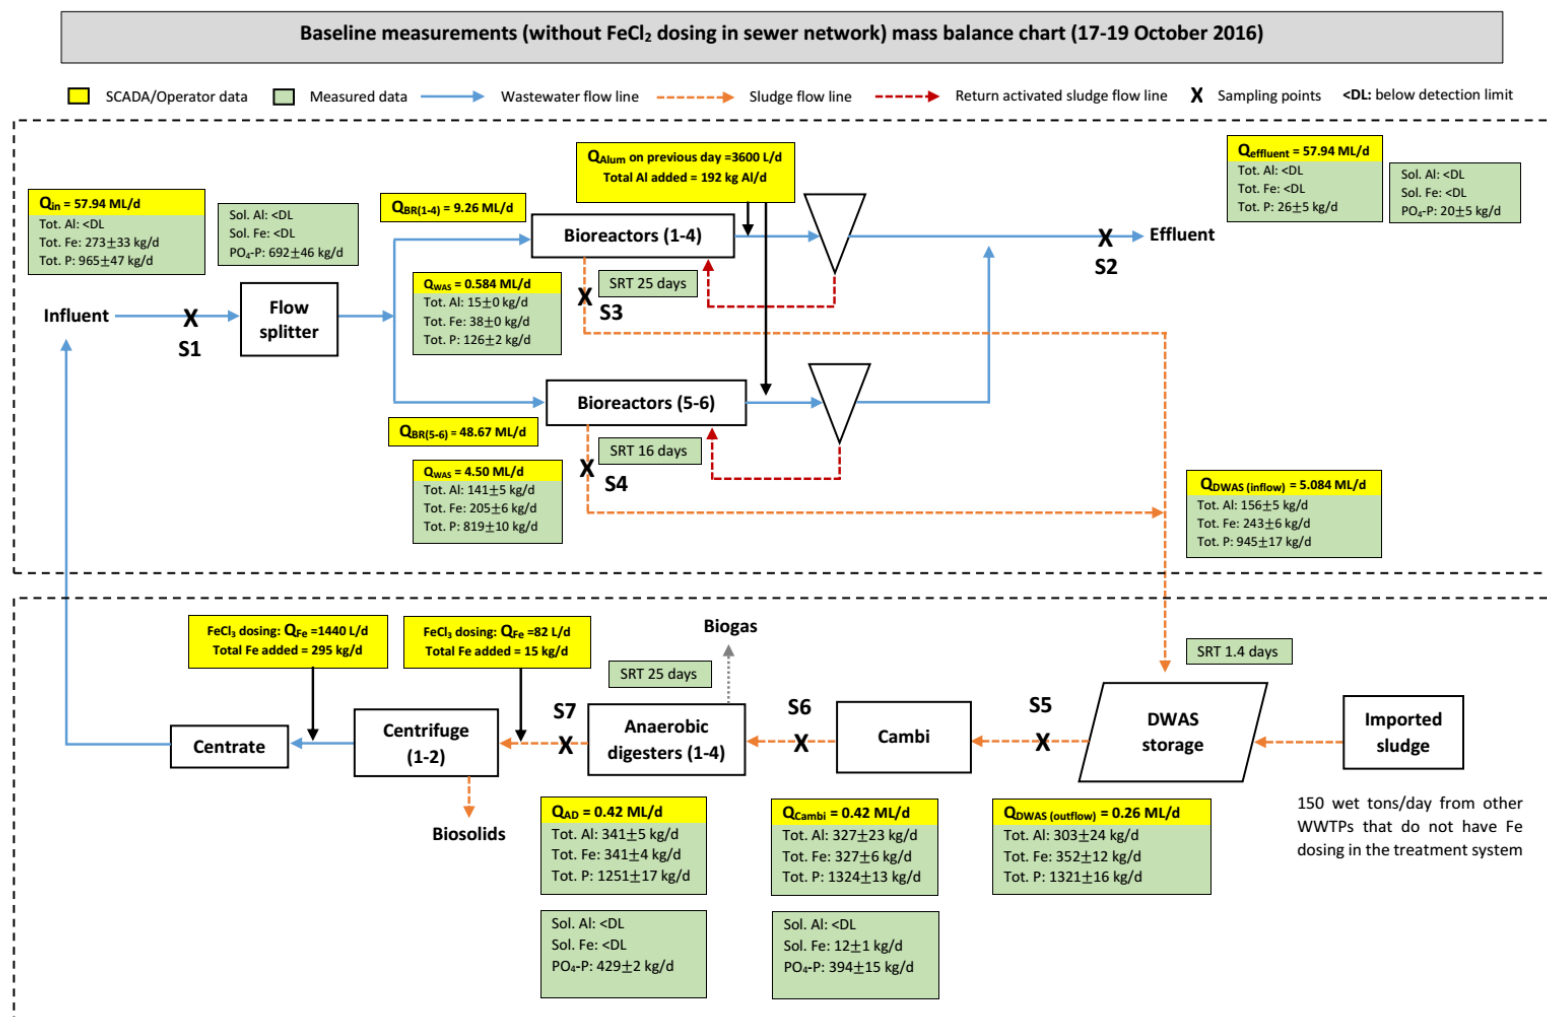 Baseline measurements (without FeCl₂ dosing in sewer network) mass balance chart (17-19 October 2016)
SCADA/Operator data
Measured data
Wastewater flow line
Sludge flow line
Return activated sludge flow line
X Sampling points
<DL: below detection limit
Qin = 57.94 ML/d
Tot. Al: <DL
Tot. Fe: 273±33 kg/d
Tot. P: 965±47 kg/d
Sol. Al: <DL
Sol. Fe: <DL
PO₄-P: 692±46 kg/d
QBR(1-4) = 9.26 ML/d
QAlum on previous day =3600 L/d
Total Al added = 192 kg Al/d
Qeffluent = 57.94 ML/d
Tot. Al: <DL
Tot. Fe: <DL
Tot. P: 26±5 kg/d
Sol. Al: <DL
Sol. Fe: <DL
PO₄-P: 20±5 kg/d
Bioreactors (1-4)
X
Effluent
S2
Influent
X
S1
Flow
splitter
QWAS = 0.584 ML/d
Tot. Al: 15±0 kg/d
Tot. Fe: 38±0 kg/d
Tot. P: 126±2 kg/d
X
S3
SRT 25 days
Bioreactors (5-6)
QBR(5-6) = 48.67 ML/d
SRT 16 days
X
S4
QWAS = 4.50 ML/d
Tot. Al: 141±5 kg/d
Tot. Fe: 205±6 kg/d
Tot. P: 819±10 kg/d
QDWAS (inflow) = 5.084 ML/d
Tot. Al: 156±5 kg/d
Tot. Fe: 243±6 kg/d
Tot. P: 945±17 kg/d
FeCl₃ dosing: QFe =1440 L/d
Total Fe added = 295 kg/d
FeCl₃ dosing: QFe =82 L/d
Total Fe added = 15 kg/d
Biogas
SRT 25 days
SRT 1.4 days
Centrate
Centrifuge
(1-2)
S7
X
Anaerobic
digesters (1-4)
S6
X
Cambi
S5
X
DWAS
storage
Imported
sludge
Biosolids
QAD = 0.42 ML/d
Tot. Al: 341±5 kg/d
Tot. Fe: 341±4 kg/d
Tot. P: 1251±17 kg/d
QCambi = 0.42 ML/d
Tot. Al: 327±23 kg/d
Tot. Fe: 327±6 kg/d
Tot. P: 1324±13 kg/d
QDWAS (outflow) = 0.26 ML/d
Tot. Al: 303±24 kg/d
Tot. Fe: 352±12 kg/d
Tot. P: 1321±16 kg/d
150 wet tons/day from other
WWTPs that do not have Fe
dosing in the treatment system
Sol. Al: <DL
Sol. Fe: <DL
PO₄-P: 429±2 kg/d
Sol. Al: <DL
Sol. Fe: 12±1 kg/d
PO₄-P: 394±15 kg/d